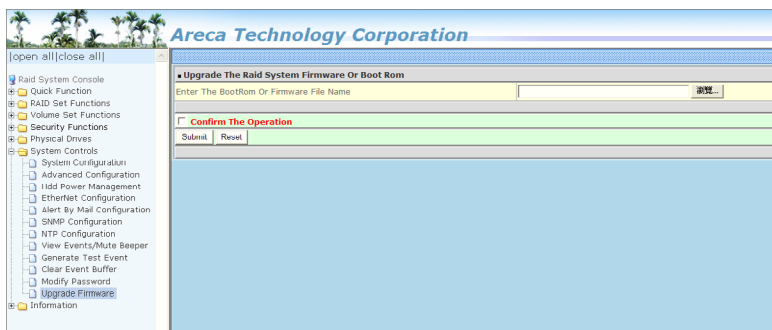 Areca Technology Corporation
|open all|close all|
Raid System Console
Quick Function
RAID Set Functions
Volume Set Functions
Security Functions
Physical Drives
System Controls
System Configuration
Advanced Configuration
Hdd Power Management
EtherNet Configuration
Alert By Mail Configuration
SNMP Configuration
NTP Configuration
View Events/Mute Beeper
Generate Test Event
Clear Event Buffer
Modify Password
Upgrade Firmware
Information
▪ Upgrade The Raid System Firmware Or Boot Rom
Enter The BootRom Or Firmware File Name 瀏覽...
Confirm The Operation
Submit Reset